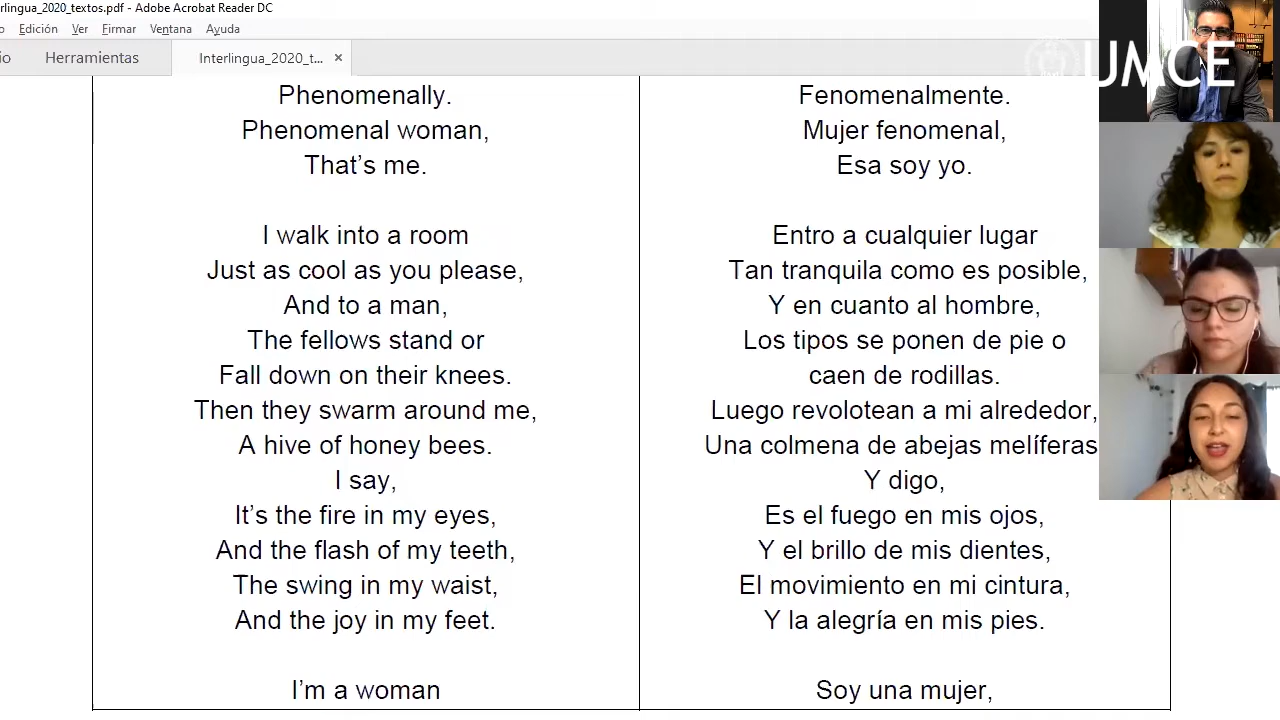 rlingua_2020_textos.pdf - Adobe Acrobat Reader DC
o Edición Ver Firmar Ventana Ayuda
io Herramientas Interlingua_2020_t... ×
UMCE
Phenomenally.
Phenomenal woman,
That's me.
I walk into a room
Just as cool as you please,
And to a man,
The fellows stand or
Fall down on their knees.
Then they swarm around me,
A hive of honey bees.
I say,
It's the fire in my eyes,
And the flash of my teeth,
The swing in my waist,
And the joy in my feet.
I'm a woman
Fenomenalmente.
Mujer fenomenal,
Esa soy yo.
Entro a cualquier lugar
Tan tranquila como es posible,
Y en cuanto al hombre,
Los tipos se ponen de pie o
caen de rodillas.
Luego revolotean a mi alrededor,
Una colmena de abejas melíferas
Y digo,
Es el fuego en mis ojos,
Y el brillo de mis dientes,
El movimiento en mi cintura,
Y la alegría en mis pies.
Soy una mujer,